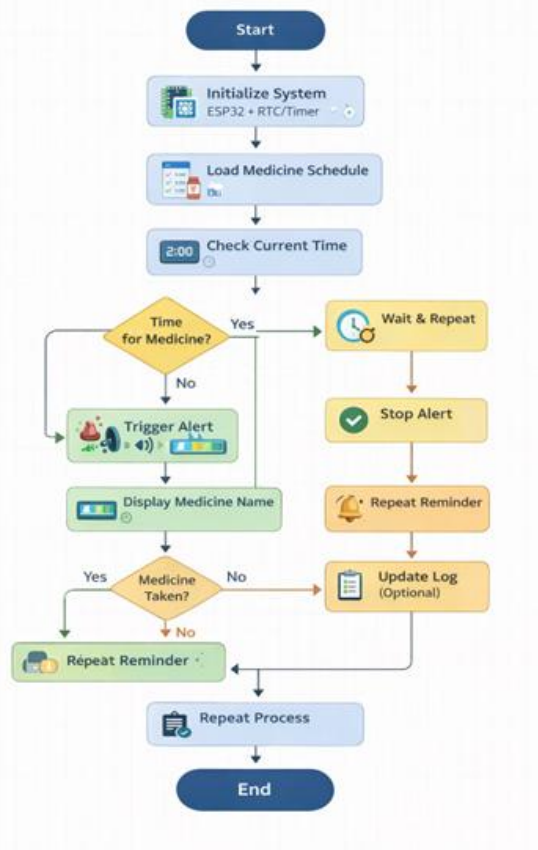 Start
Initialize System
ESP32 + RTC/Timer
Load Medicine Schedule
2:00
Check Current Time
Time
for Medicine?
Yes
Wait & Repeat
No
Trigger Alert
Stop Alert
Display Medicine Name
Repeat Reminder
Yes
Medicine
Taken?
No
Update Log
(Optional)
No
Répeat Reminder
Repeat Process
End